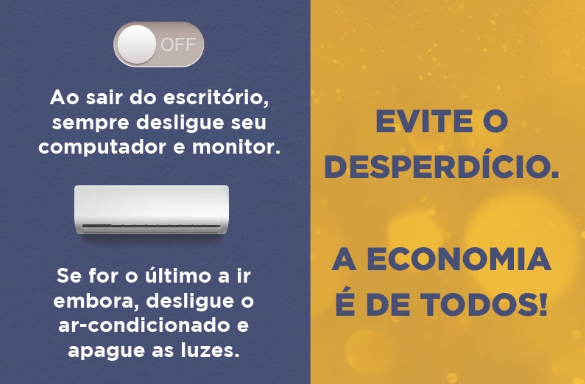 OFF
Ao sair do escritório,
sempre desligue seu
computador e monitor.
Se for o último a ir
embora, desligue o
ar-condicionado e
apague as luzes.
EVITE O
DESPERDÍCIO.
A ECONOMIA
É DE TODOS!